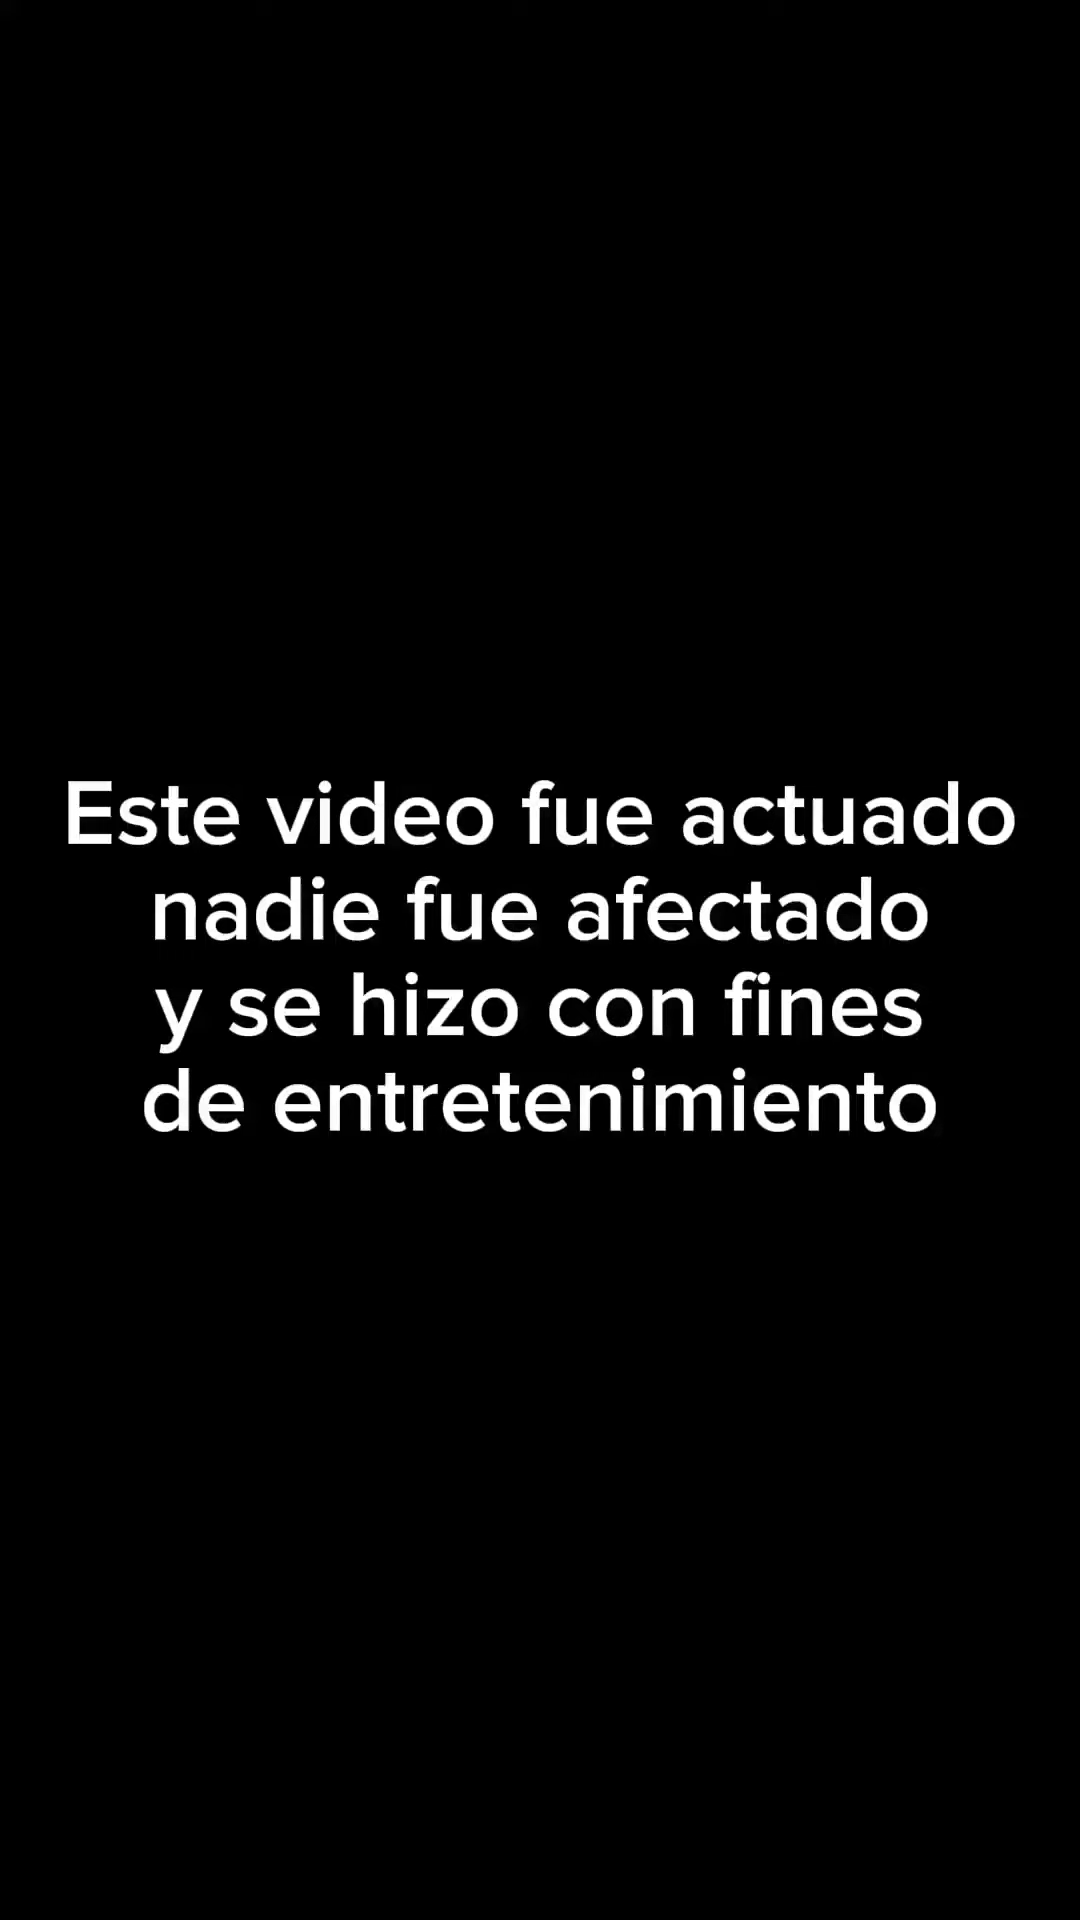 Este video fue actuado
nadie fue afectado
y se hizo con fines
de entretenimiento